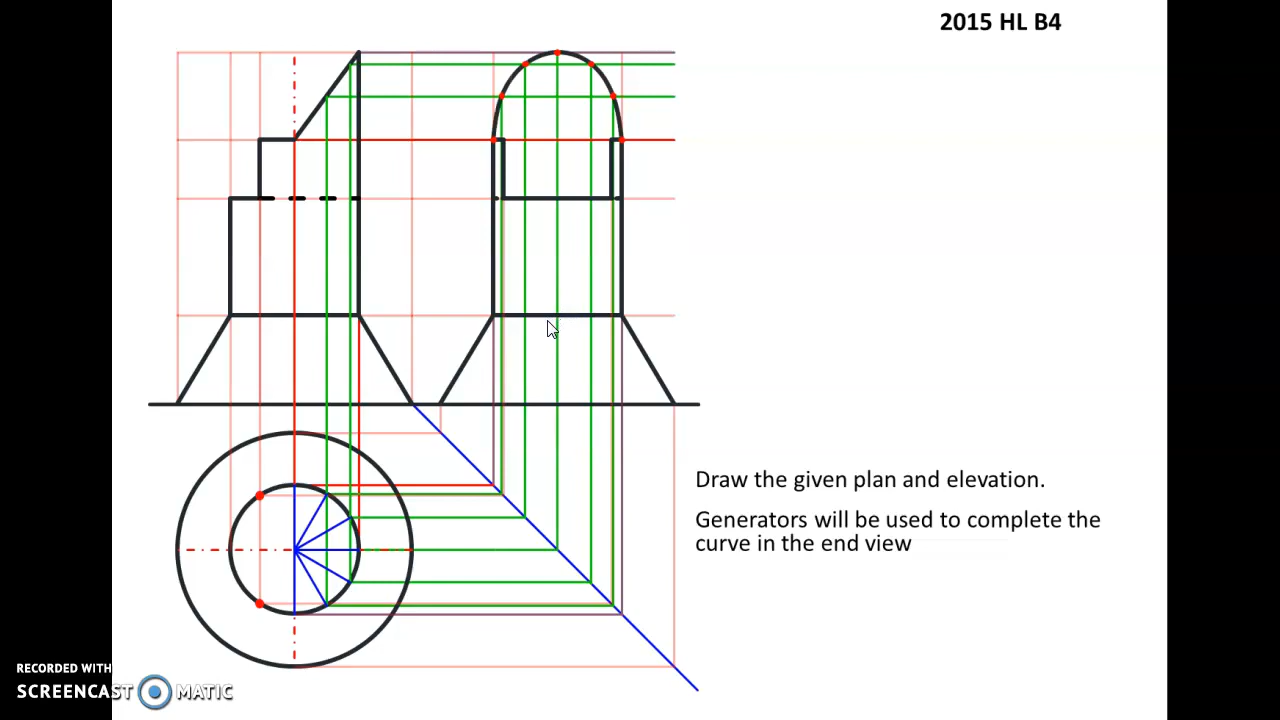 2015 HL B4
Draw the given plan and elevation.
Generators will be used to complete the
curve in the end view
RECORDED WITH
SCREENCAST MATIC